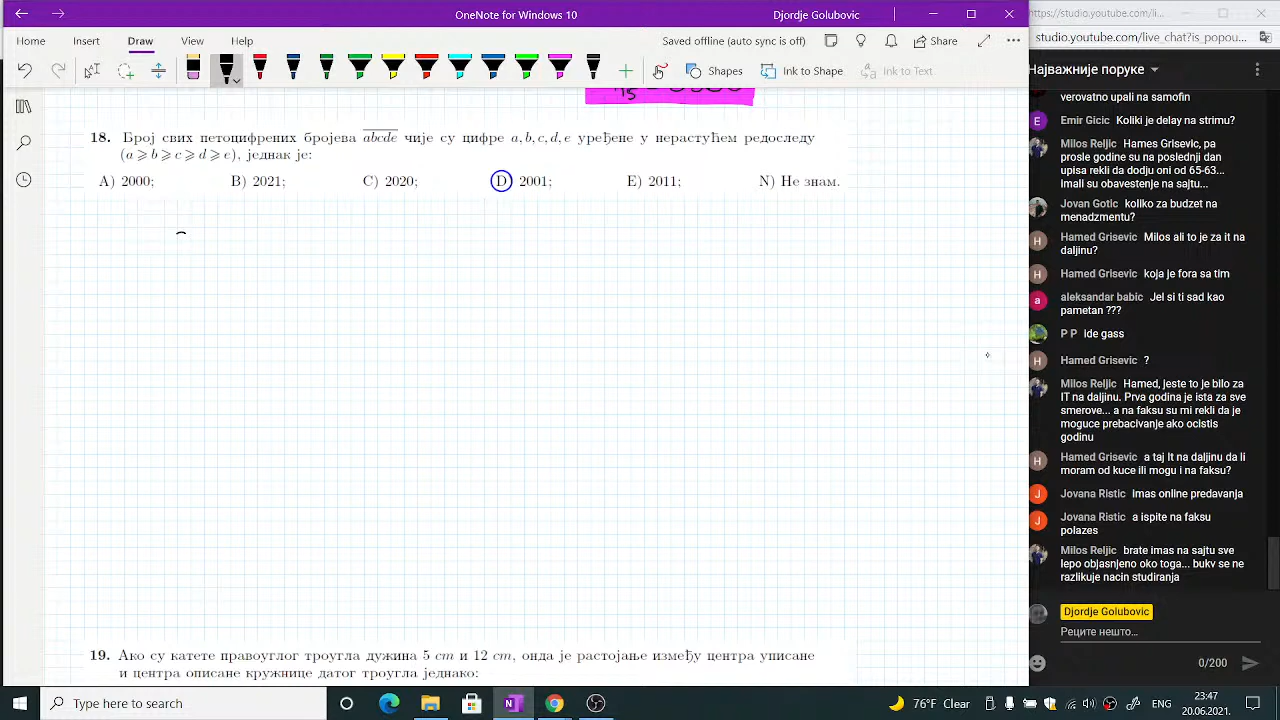 OneNote for Windows 10
Djordje Golubovic
Home
Insert
Draw
View
Help
Saved offline (auto sync is off)
Share
Shapes
Ink to Shape
Ink to Text
18. Број свих петоцифрених бројева abcde чије су цифре a, b, c, d, e уређене у нерастућем редоследу
(a ⩾ b ⩾ c ⩾ d ⩾ e), једнак је:
A) 2000; B) 2021; C) 2020; D 2001; E) 2011; N) Не знам.
19. Ако су катете правоуглог троугла дужина 5 cm и 12 cm, онда је растојање између центра уписане
и центра описане кружнице датог троугла једнако:
https://studio.youtube.com/li...
studio.youtube.com/live_chat?is_popou...
Најважније поруке
verovatno upali na samofin
Emir Gicic Koliki je delay na strimu?
Milos Reljic Hames Grisevic, pa
prosle godine su na poslednji dan
upisa rekli da dodju oni od 65-63...
Imali su obavestenje na sajtu...
Jovan Gotic koliko za budzet na
menadzmentu?
Hamed Grisevic Milos ali to je za it na
daljinu?
Hamed Grisevic koja je fora sa tim
aleksandar babic Jel si ti sad kao
pametan ???
P P Ide gass
Hamed Grisevic ?
Milos Reljic Hamed, jeste to je bilo za
IT na daljinu. Prva godina je ista za sve
smerove... a na faksu su mi rekli da je
moguce prebacivanje ako ocistis
godinu
Hamed Grisevic a taj It na daljinu da li
moram od kuce ili mogu i na faksu?
Jovana Ristic Imas online predavanja
Jovana Ristic a ispite na faksu
polazes
Milos Reljic brate imas na sajtu sve
lepo objasnjeno oko toga... bukv se ne
razlikuje nacin studiranja
Djordje Golubovic
Реците нешто...
0/200
Type here to search
76°F Clear
23:47
20.06.2021.